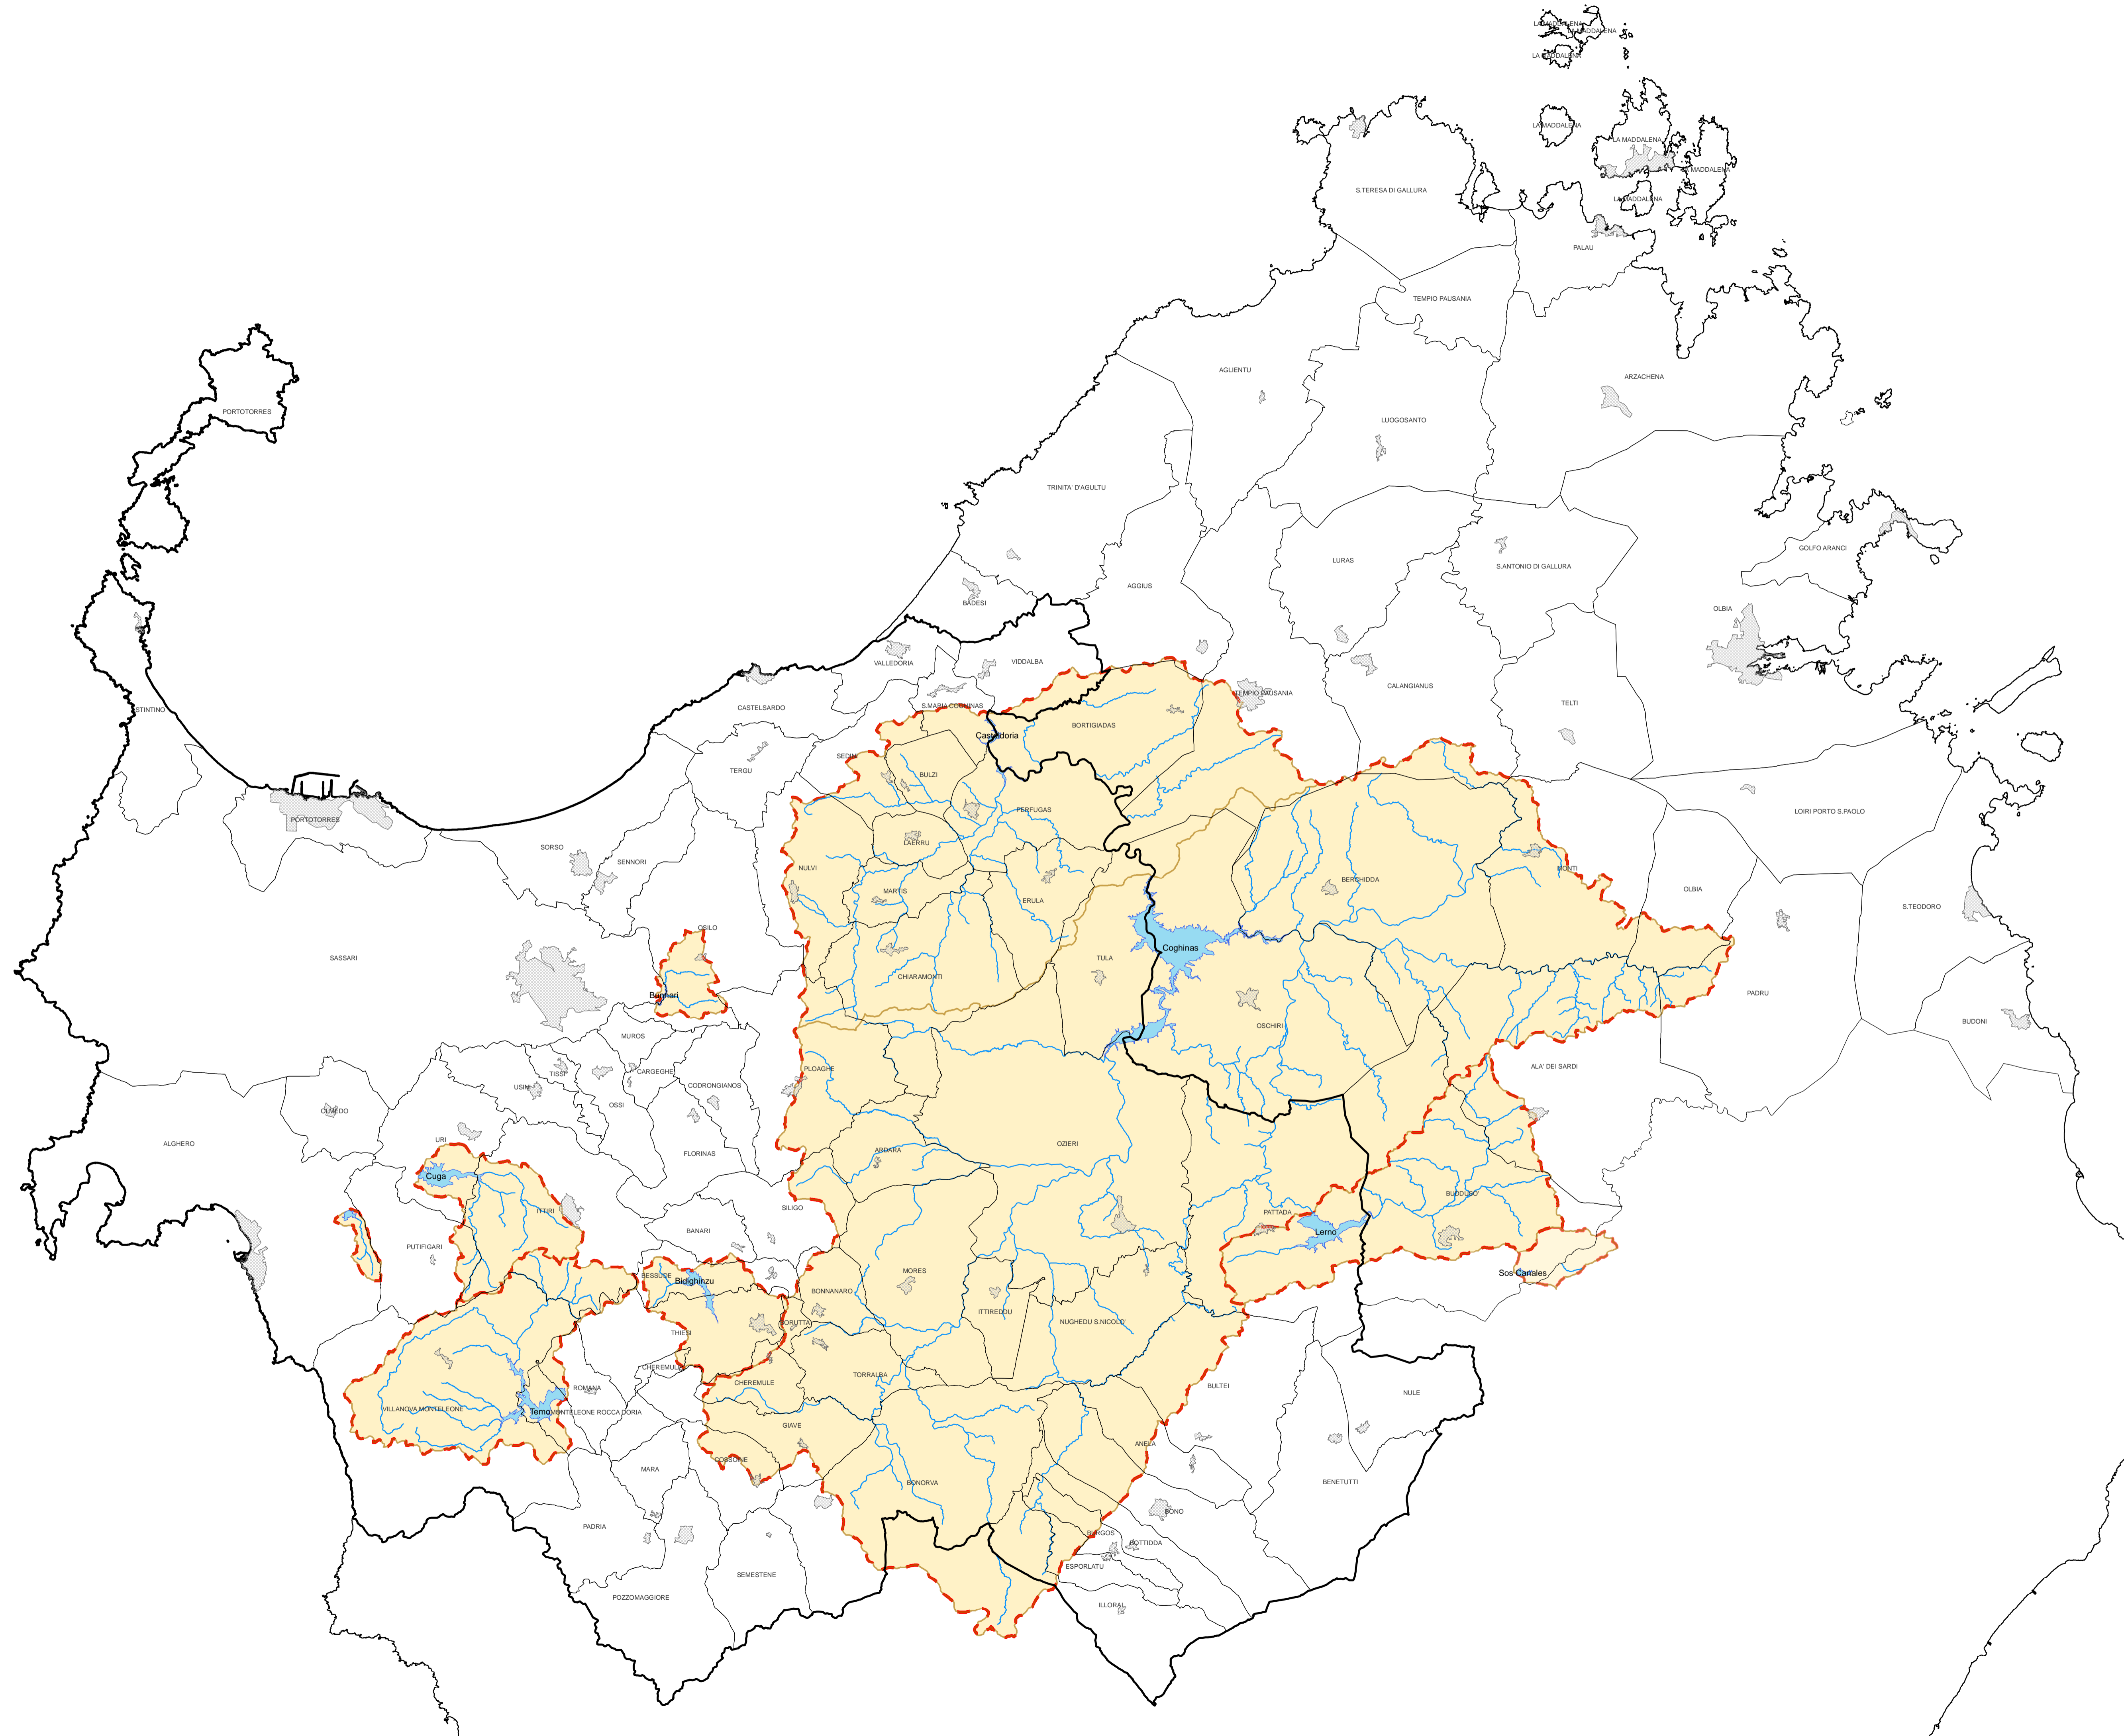 LA MADDALENA
LA MADDALENA
LA MADDALENA
LA MADDALENA
LA MADDALENA
LA MADDALENA
S.TERESA DI GALLURA
LA MADDALENA
PALAU
TEMPIO PAUSANIA
AGLIENTU
ARZACHENA
PORTOTORRES
LUOGOSANTO
TRINITA' D'AGULTU
GOLFO ARANCI
LURAS
S.ANTONIO DI GALLURA
AGGIUS
BADESI
OLBIA
VALLEDORIA
VIDDALBA
CALANGIANUS
TEMPIO PAUSANIA
TELTI
STINTINO
CASTELSARDO
S.MARIA COGHINAS
BORTIGIADAS
Casteldoria
SEDINI
TERGU
BULZI
PERFUGAS
LOIRI PORTO S.PAOLO
PORTOTORRES
LAERRU
SORSO
SENNORI
NULVI
BERCHIDDA
MONTI
MARTIS
ERULA
OLBIA
S.TEODORO
OSILO
Coghinas
SASSARI
TULA
CHIARAMONTI
Bunnari
PADRU
OSCHIRI
BUDONI
MUROS
PLOAGHE
ALA' DEI SARDI
CARGEGHE
TISSI
USINI
CODRONGIANOS
OSSI
OLMEDO
ALGHERO
URI
OZIERI
ARDARA
FLORINAS
Cuga
BUDDUSO'
ITTIRI
SILIGO
PATTADA
BANARI
Lerno
PUTIFIGARI
MORES
Sos Canales
BESSUDE
Bidighinzu
BONNANARO
ITTIREDDU
NUGHEDU S.NICOLO'
BORUTTA
THIESI
CHEREMULE
TORRALBA
CHEREMULE
BULTEI
ROMANA
NULE
VILLANOVA MONTELEONE
Temo
MONTELEONE ROCCA DORIA
GIAVE
ANELA
COSSOINE
MARA
BONORVA
BENETUTTI
BONO
PADRIA
BURGOS
BOTTIDDA
ESPORLATU
SEMESTENE
POZZOMAGGIORE
ILLORAI